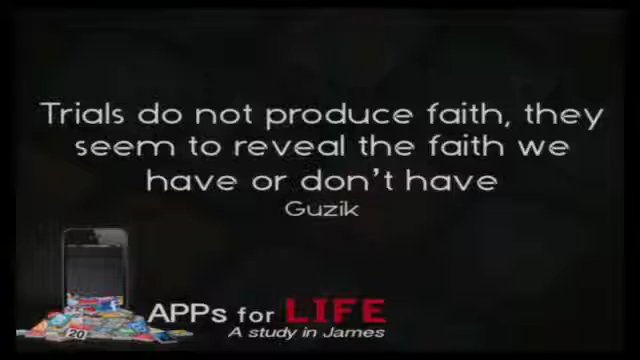 Trials do not produce faith, they
seem to reveal the faith we
have or don't have
Guzik
APPs for LIFE
A study in James
20